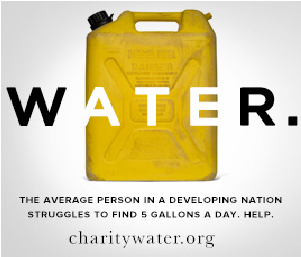 WATER.
THE AVERAGE PERSON IN A DEVELOPING NATION
STRUGGLES TO FIND 5 GALLONS A DAY. HELP.
charitywater.org